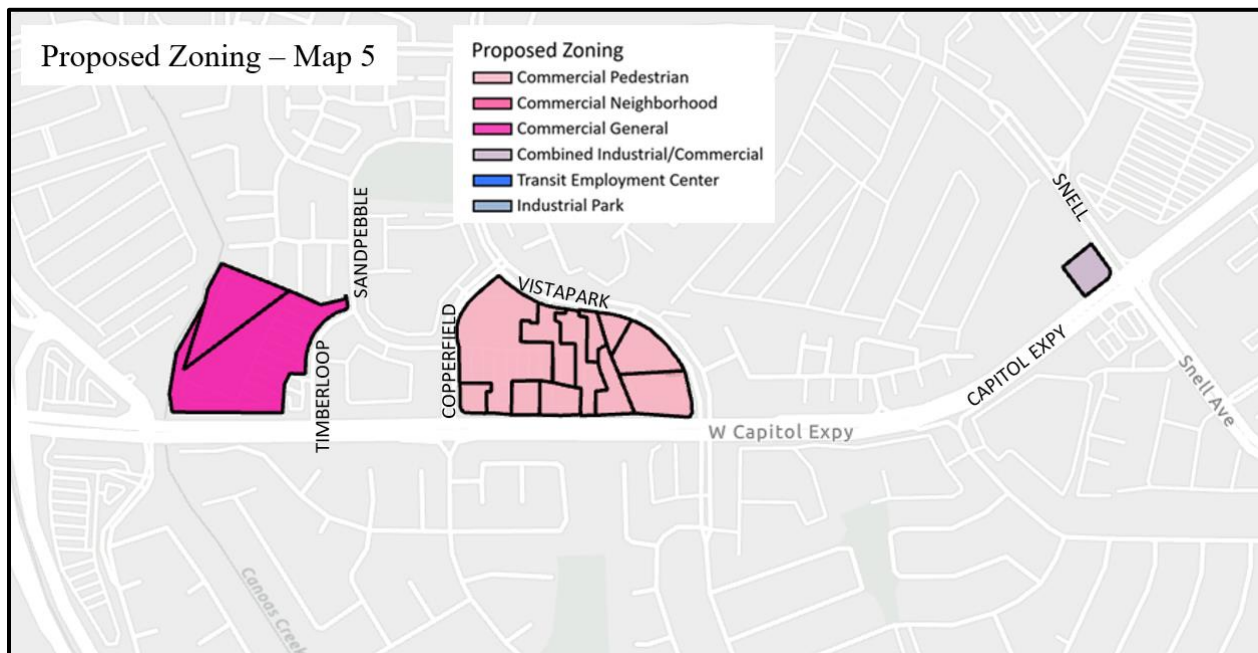 Proposed Zoning – Map 5
Proposed Zoning
Commercial Pedestrian
Commercial Neighborhood
Commercial General
Combined Industrial/Commercial
Transit Employment Center
Industrial Park
SNELL
SANDPEBBLE
VISTAPARK
COPPERFIELD
TIMBERLOOP
CAPITOL EXPY
Snell Ave
W Capitol Expy
Canoas Creek